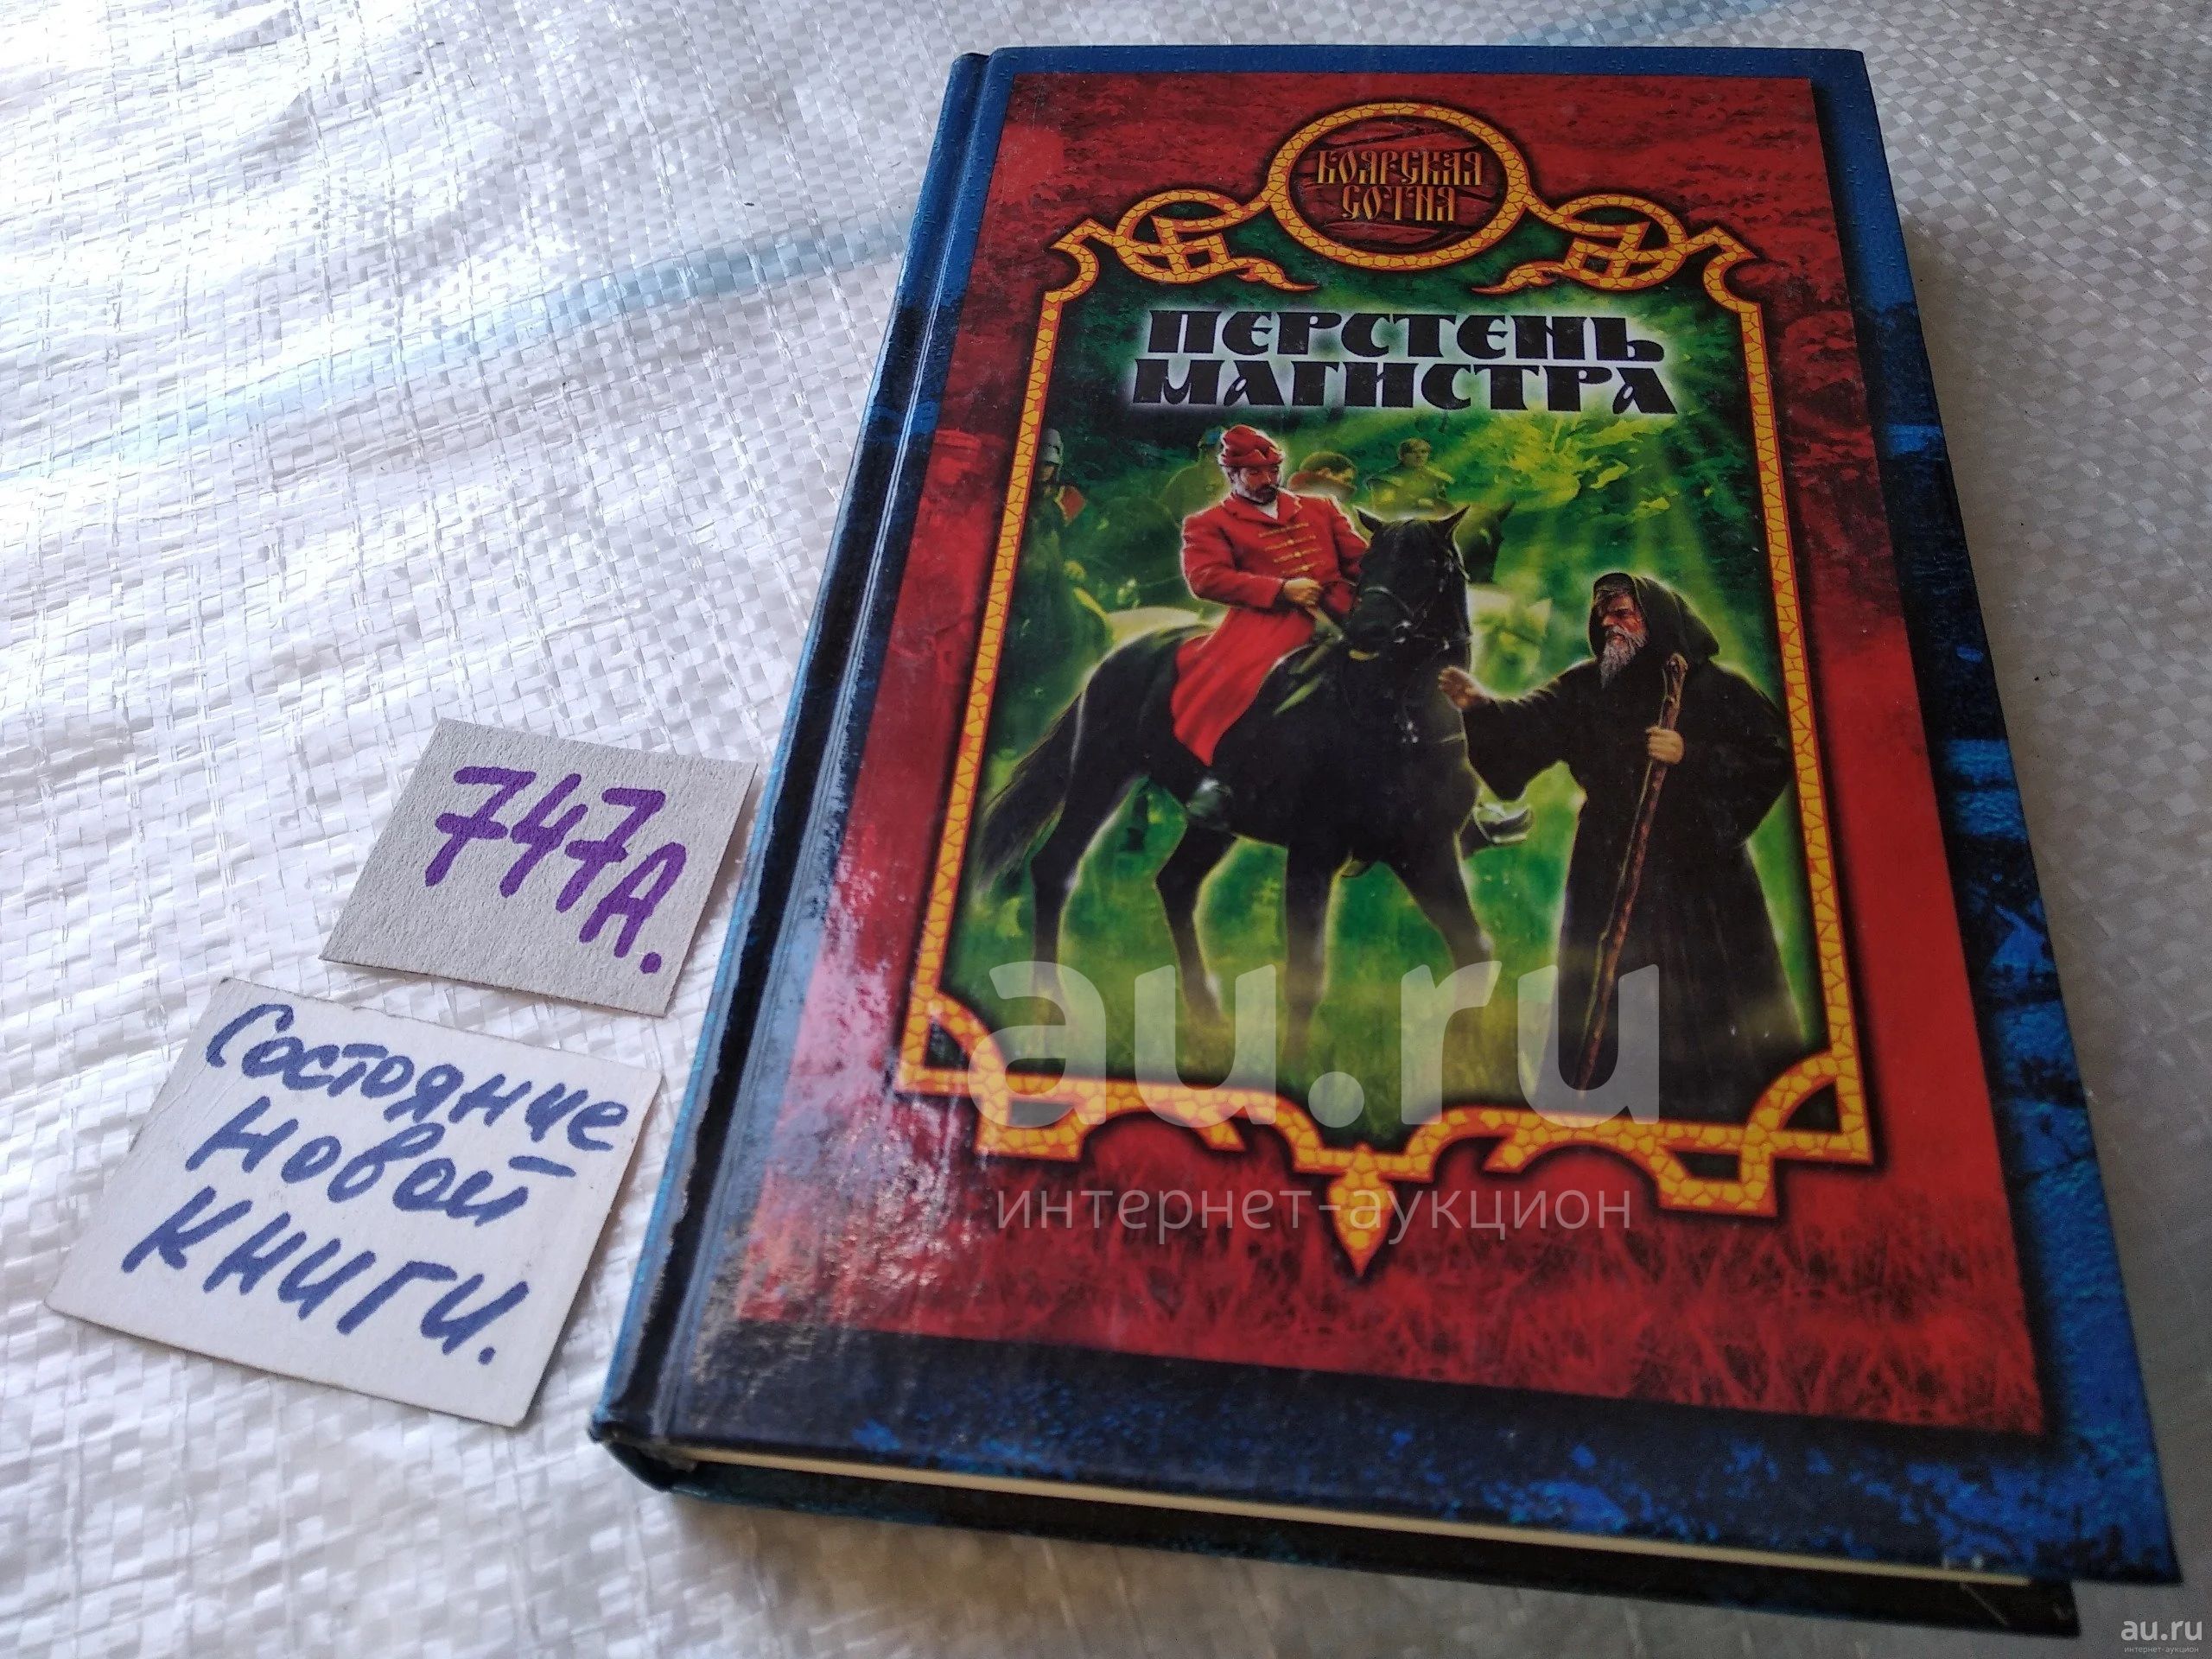 БОЯРСКАЯ
СОТНЯ
ПЕРСТЕНЬ
МАГИСТРА
747А.
Состояние
новой
книги.
au.ru
интернет-аукцион
au.ru
интернет-аукцион